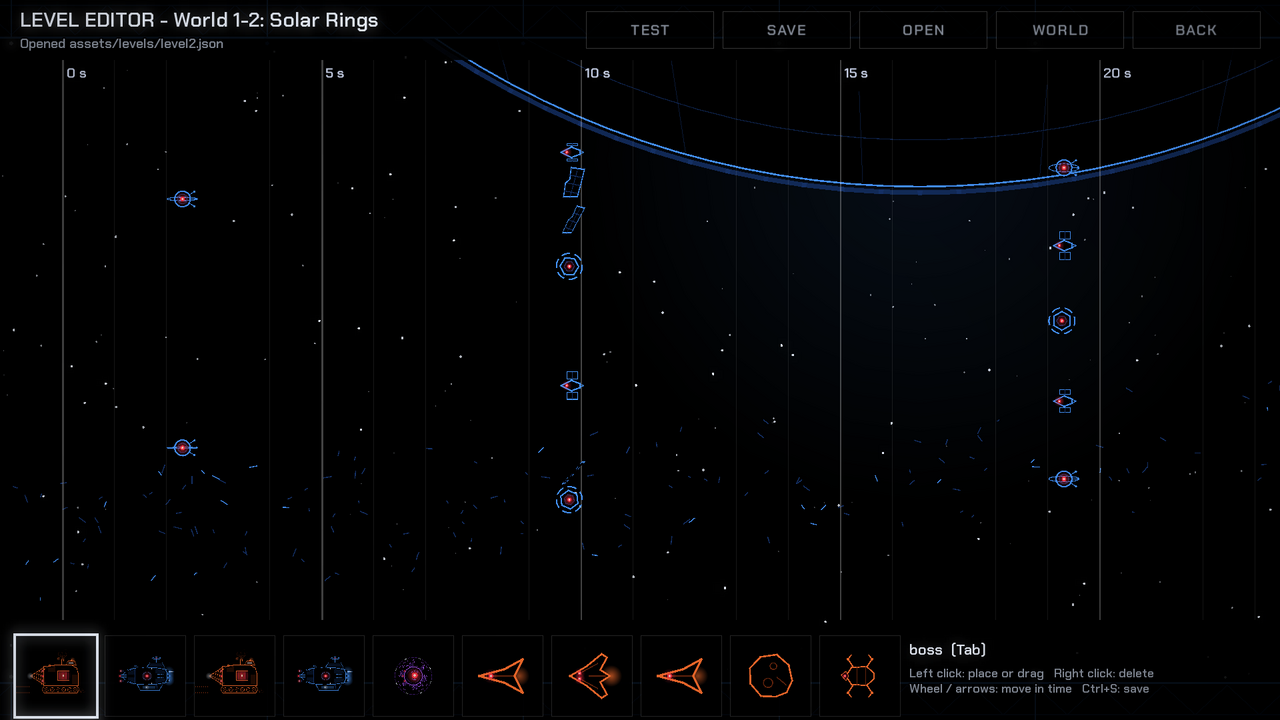 LEVEL EDITOR - World 1-2: Solar Rings
Opened assets/levels/level2.json
TEST
SAVE
OPEN
WORLD
BACK
0 s
5 s
10 s
15 s
20 s
boss [Tab]
Left click: place or drag   Right click: delete
Wheel / arrows: move in time   Ctrl+S: save